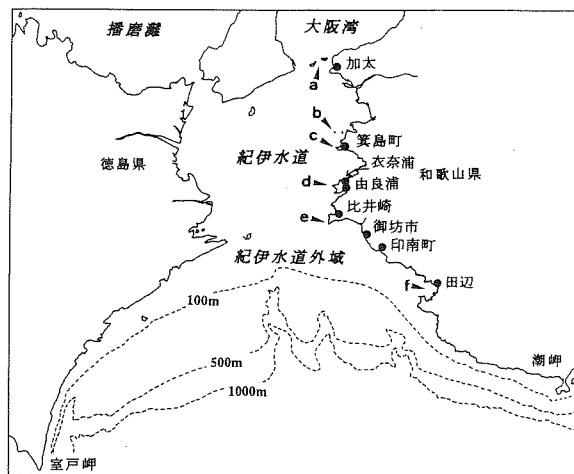 播磨灘
大阪湾
加太
a
b
c
箕島町
紀伊水道
衣奈浦
徳島県
和歌山県
d
由良浦
比井崎
e
御坊市
印南町
紀伊水道外域
f
田辺
100m
潮岬
500m
1000m
室戸岬